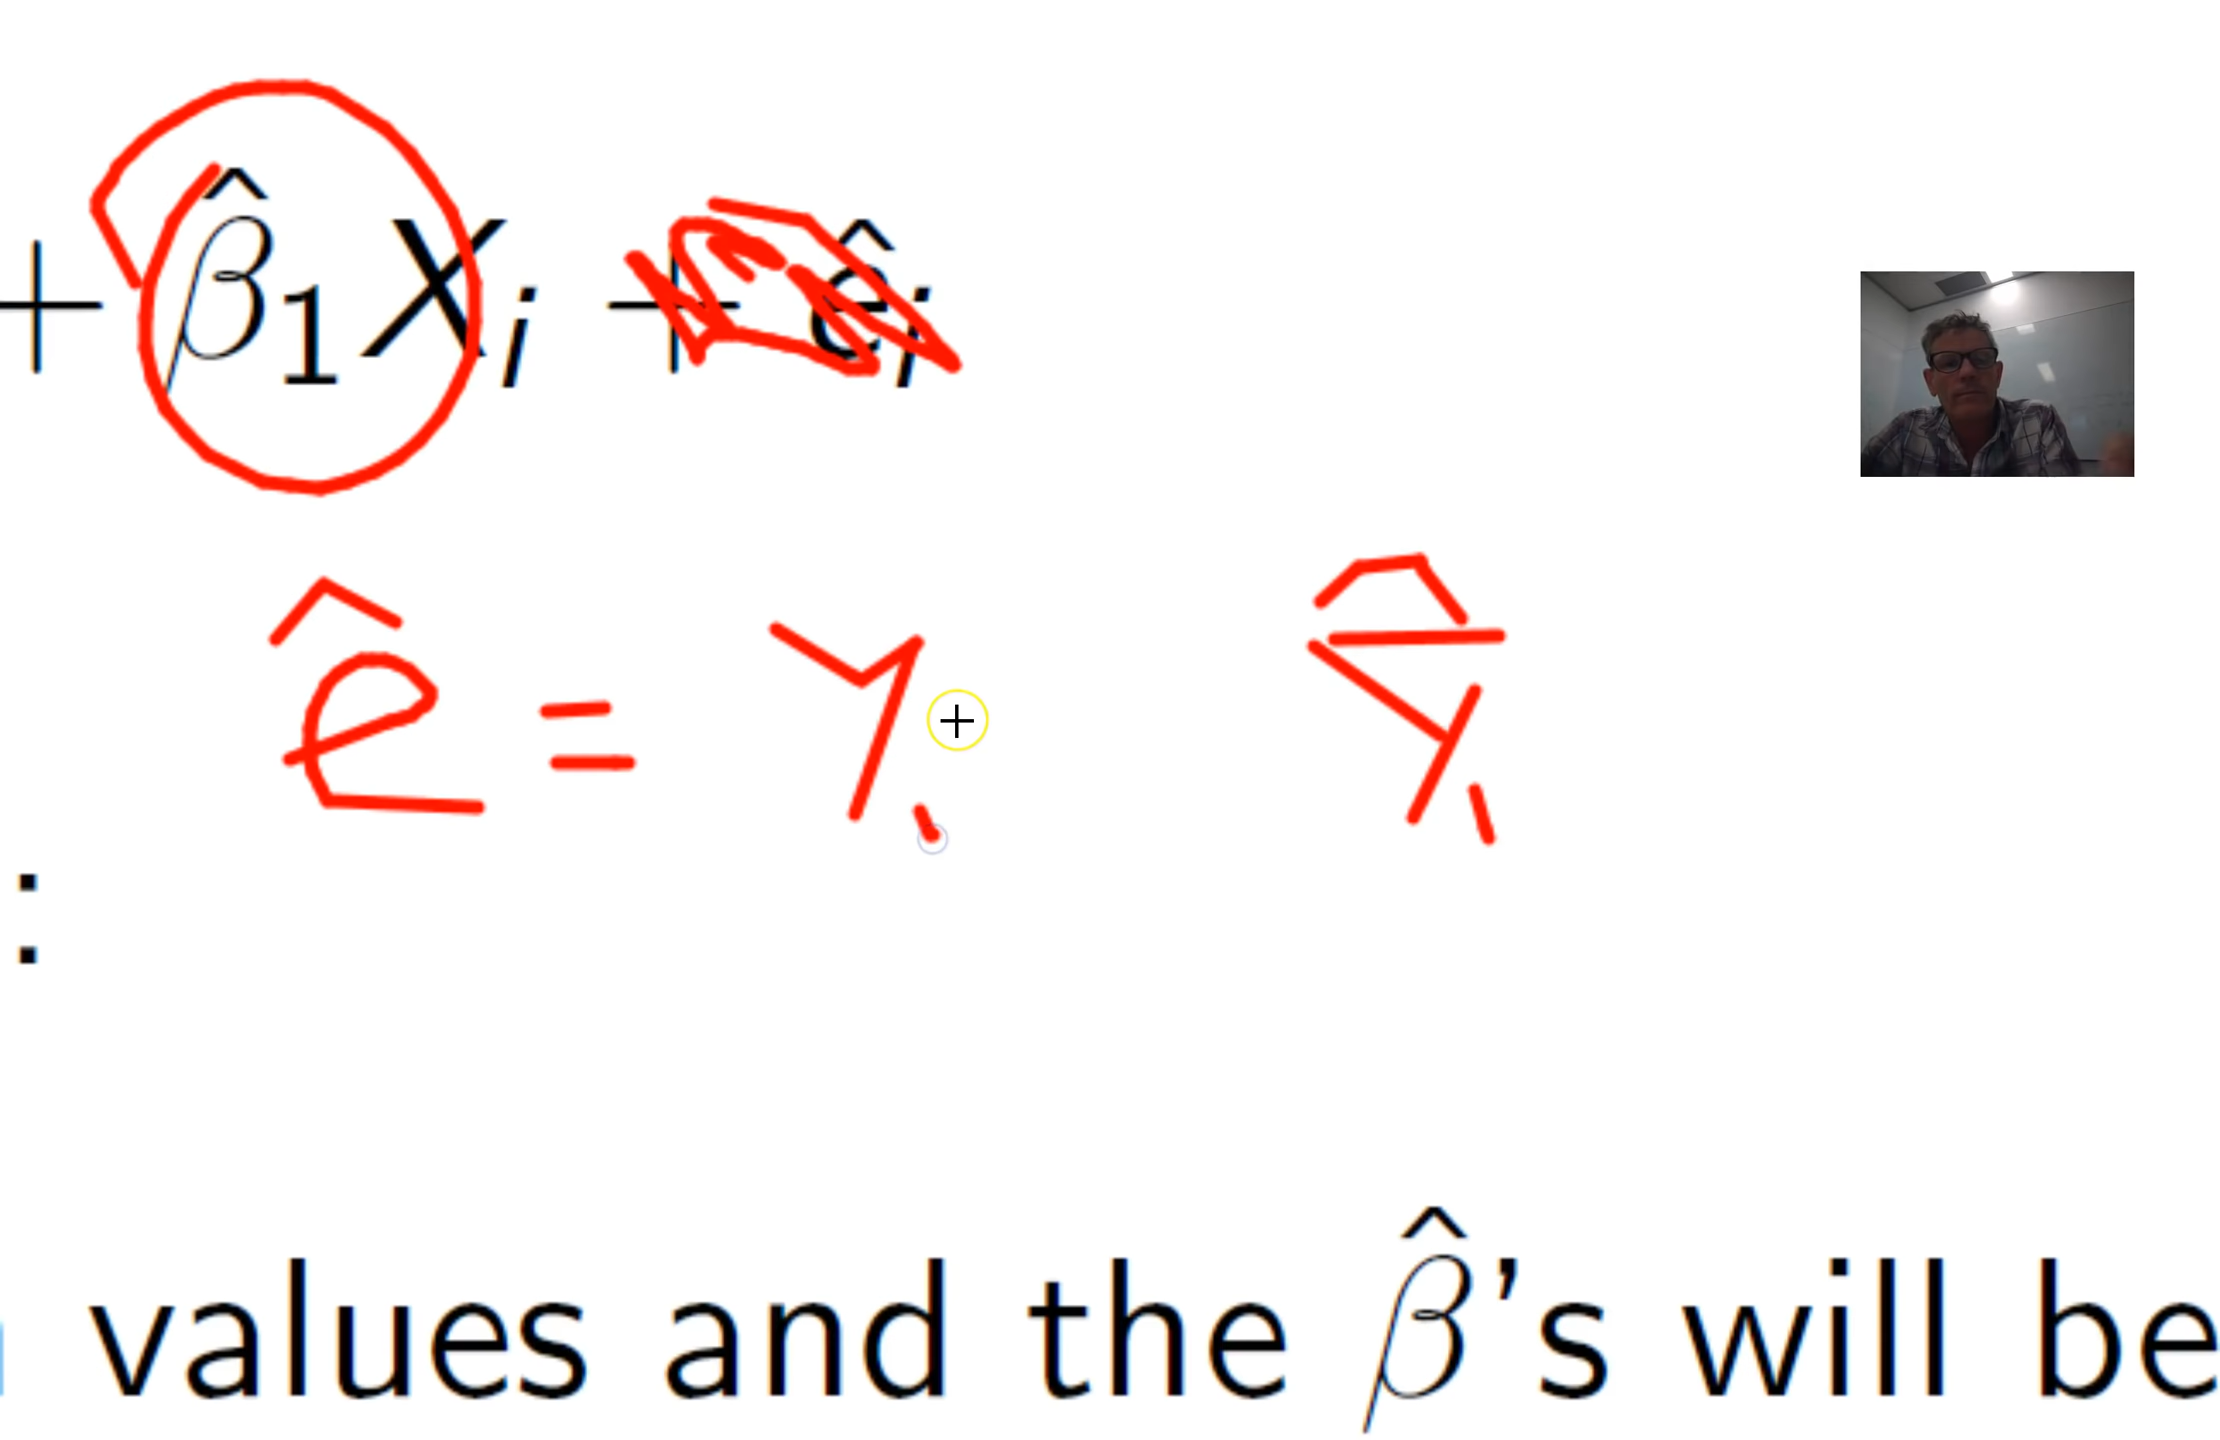 + β̂₁Xᵢ + êᵢ
ê = Yᵢ Ŷᵢ
:
values and the β̂'s will be